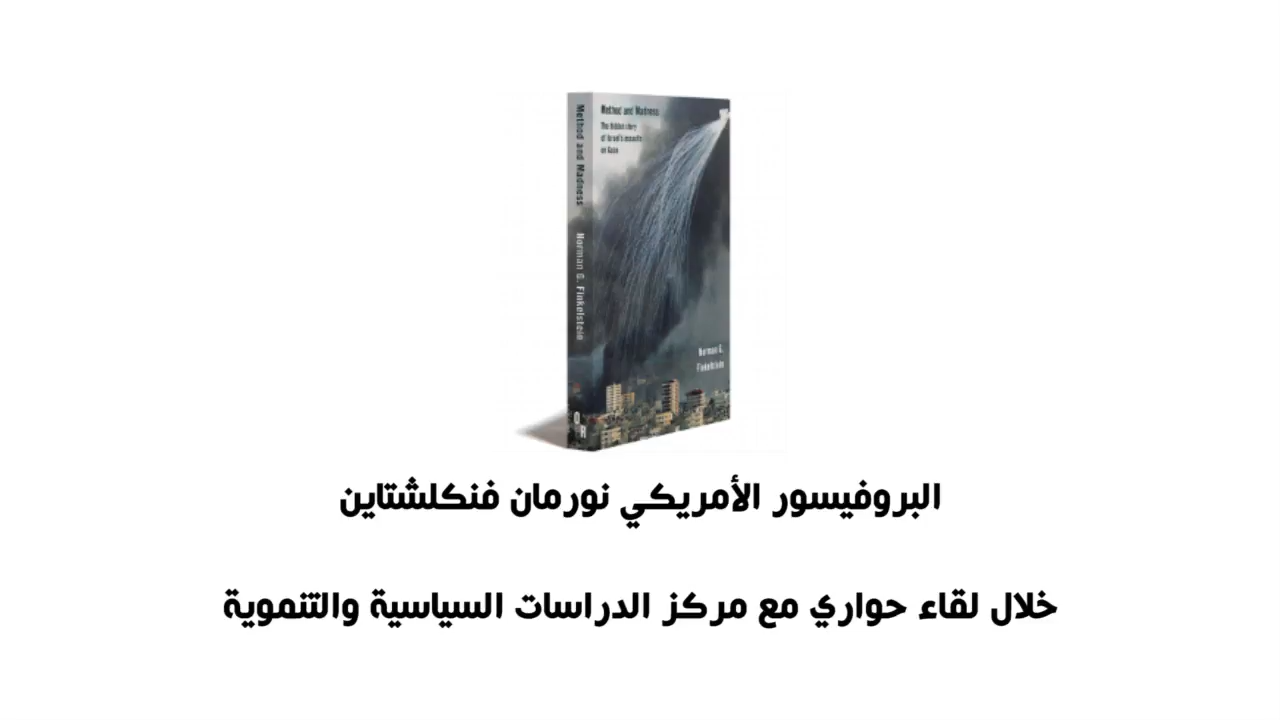 Method and Madness
The hidden story
of Israel's assaults
on Gaza
Method and Madness
Norman G. Finkelstein
Norman G.
Finkelstein
OR
البروفيسور الأمريكي نورمان فنكلشتاين
خلال لقاء حواري مع مركز الدراسات السياسية والتنموية